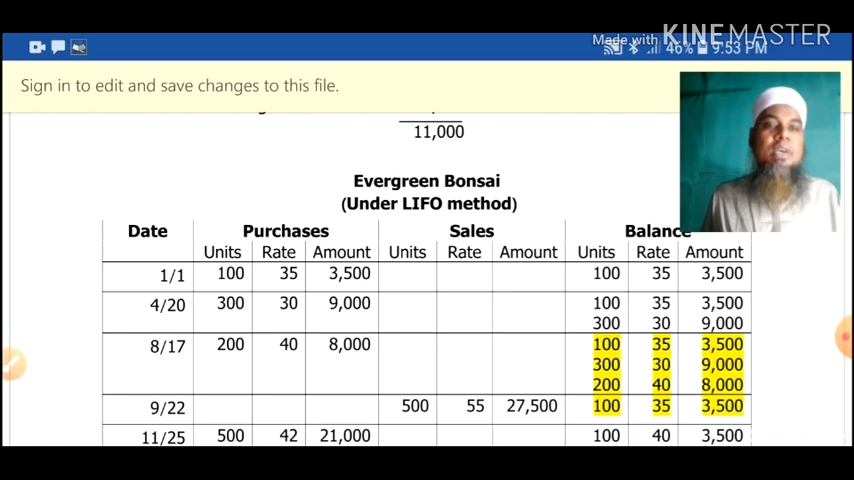 Made with KINEMASTER
46% 9:53 PM
Sign in to edit and save changes to this file.
11,000
Evergreen Bonsai
(Under LIFO method)
Date Purchases Sales Balance
Units Rate Amount Units Rate Amount Units Rate Amount
1/1 100 35 3,500 100 35 3,500
4/20 300 30 9,000 100 35 3,500
300 30 9,000
8/17 200 40 8,000 100 35 3,500
300 30 9,000
200 40 8,000
9/22 500 55 27,500 100 35 3,500
11/25 500 42 21,000 100 40 3,500